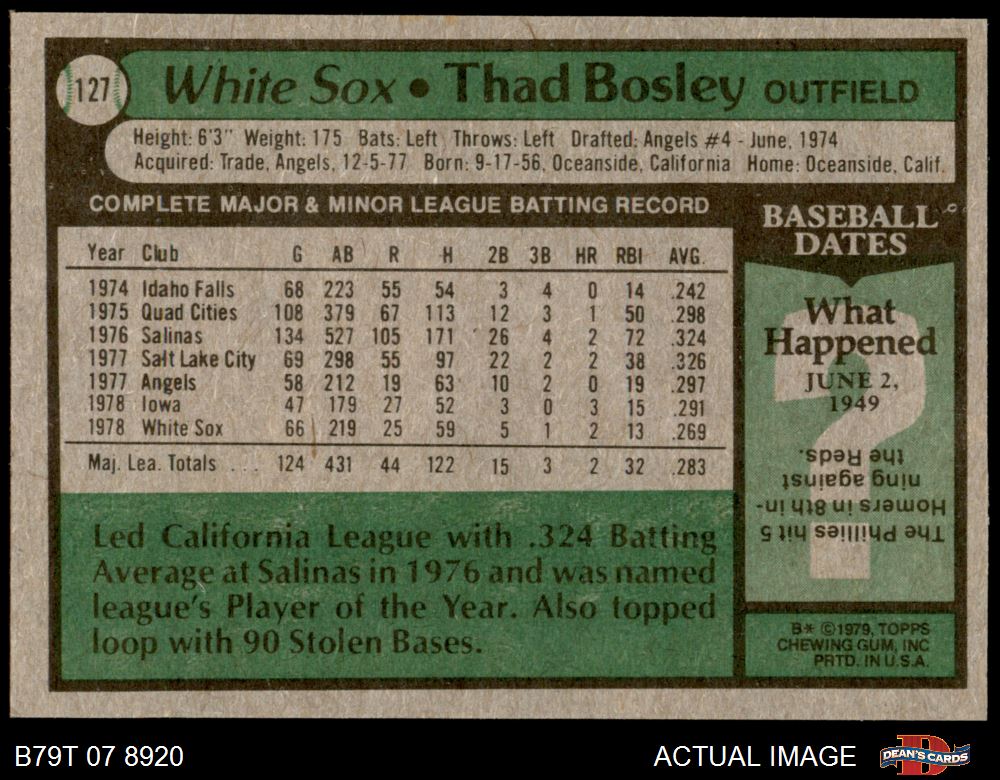 127
White Sox • Thad Bosley OUTFIELD
Height: 6'3" Weight: 175 Bats: Left Throws: Left Drafted: Angels #4 - June, 1974
Acquired: Trade, Angels, 12-5-77 Born: 9-17-56, Oceanside, California Home: Oceanside, Calif.
COMPLETE MAJOR & MINOR LEAGUE BATTING RECORD
Year Club G AB R H 2B 3B HR RBI AVG.
1974 Idaho Falls 68 223 55 54 3 4 0 14 .242
1975 Quad Cities 108 379 67 113 12 3 1 50 .298
1976 Salinas 134 527 105 171 26 4 2 72 .324
1977 Salt Lake City 69 298 55 97 22 2 2 38 .326
1977 Angels 58 212 19 63 10 2 0 19 .297
1978 Iowa 47 179 27 52 3 0 3 15 .291
1978 White Sox 66 219 25 59 5 1 2 13 .269
Maj. Lea. Totals ... 124 431 44 122 15 3 2 32 .283
Led California League with .324 Batting
Average at Salinas in 1976 and was named
league's Player of the Year. Also topped
loop with 90 Stolen Bases.
BASEBALL
DATES
What
Happened
JUNE 2,
1949
The Phillies hit 5
Homers in 8th in-
ning against
the Reds.
B* ©1979, TOPPS
CHEWING GUM, INC
PRTD. IN U.S.A.
B79T 07 8920
ACTUAL IMAGE
DEAN'S CARDS